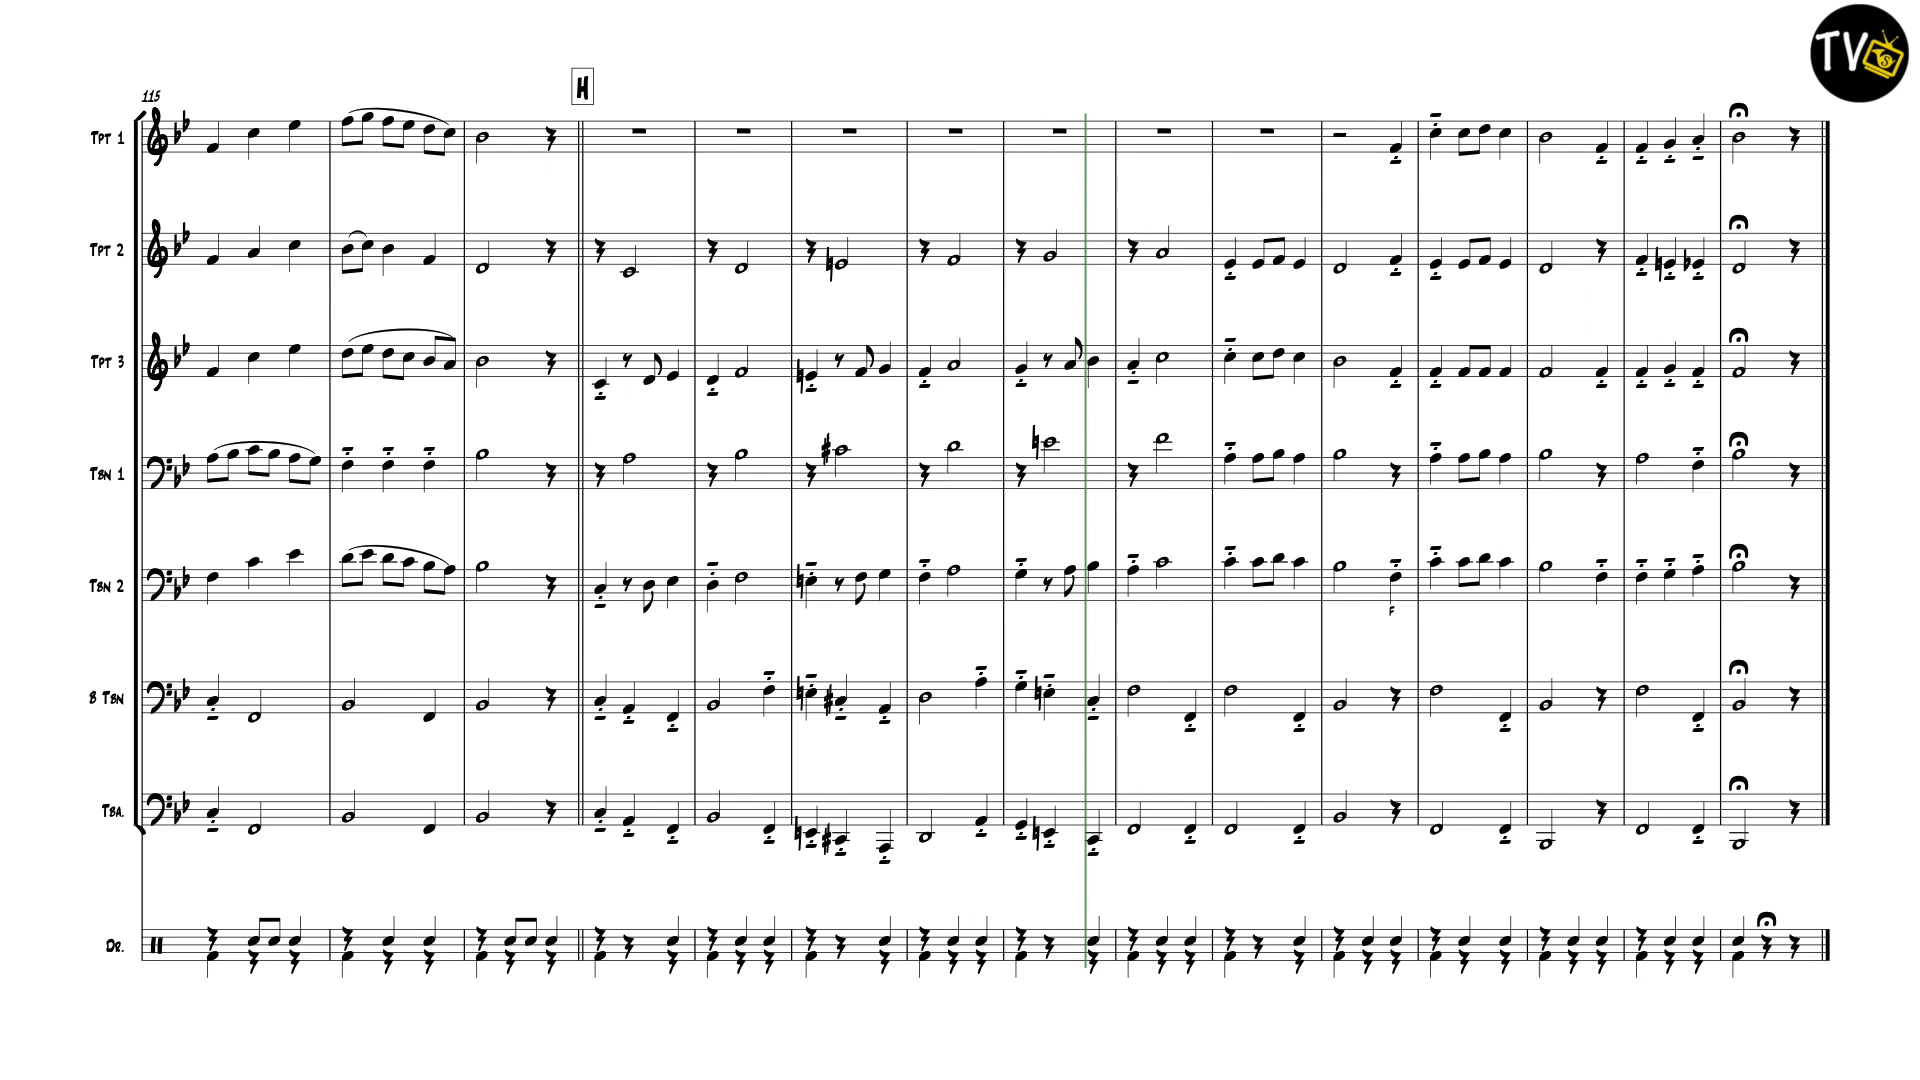 TV
H
115
TPT 1
TPT 2
TPT 3
TBN 1
TBN 2
F
B TBN
TBA.
DR.